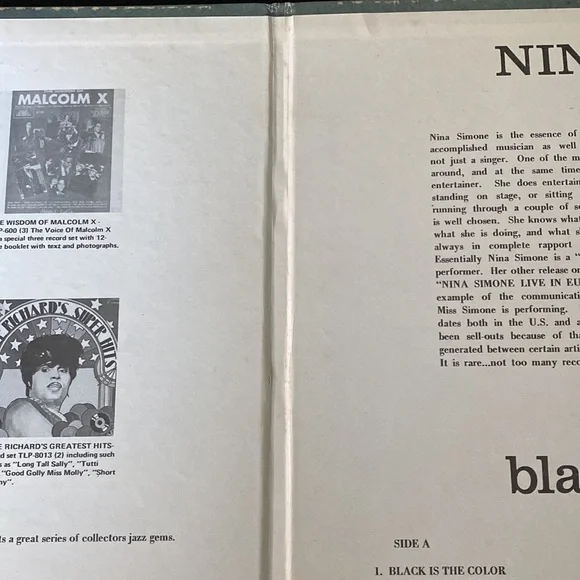 MALCOLM X
E WISDOM OF MALCOLM X -
P-600 (3) The Voice Of Malcolm X
a special three record set with 12-
e booklet with text and photographs.
RICHARD'S SUPER HITS
E RICHARD'S GREATEST HITS-
d set TLP-8013 (2) including such
s as "Long Tall Sally", "Tutti
"Good Golly Miss Molly", "Short
ny".
ts a great series of collectors jazz gems.
NIN
Nina Simone is the essence of
accomplished musician as well
not just a singer. One of the m
around, and at the same time
entertainer. She does entertain
standing on stage, or sitting
running through a couple of so
is well chosen. She knows what
what she is doing, and what sh
always in complete rapport
Essentially Nina Simone is a "
performer. Her other release on
"NINA SIMONE LIVE IN EU
example of the communicati
Miss Simone is performing.
dates both in the U.S. and a
been sell-outs because of tha
generated between certain arti
It is rare...not too many reco
bla
SIDE A
1. BLACK IS THE COLOR